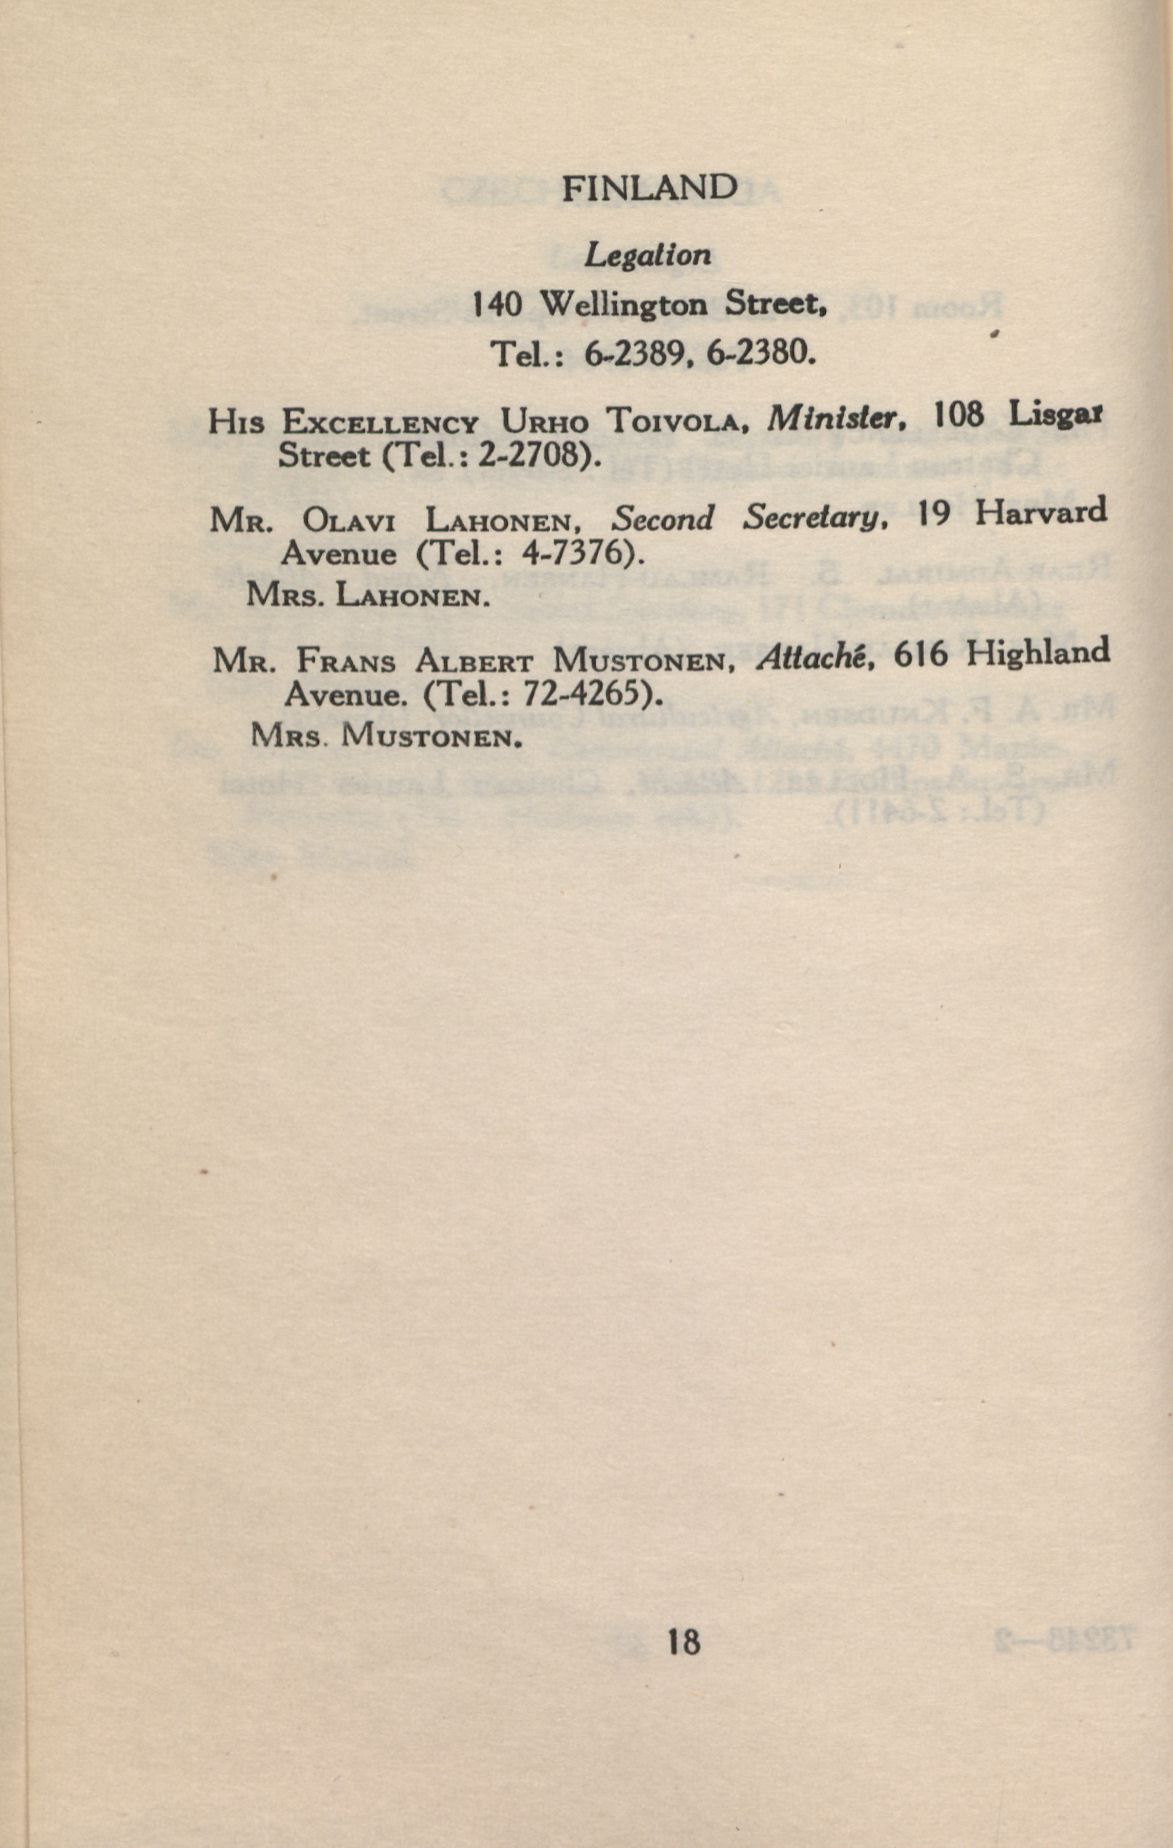 FINLAND
Legation
140 Wellington Street,
Tel.: 6-2389, 6-2380.
His Excellency Urho Toivola, Minister, 108 Lisgar
Street (Tel.: 2-2708).
Mr. Olavi Lahonen, Second Secretary, 19 Harvard
Avenue (Tel.: 4-7376).
Mrs. Lahonen.
Mr. Frans Albert Mustonen, Attaché, 616 Highland
Avenue. (Tel.: 72-4265).
Mrs. Mustonen.
18